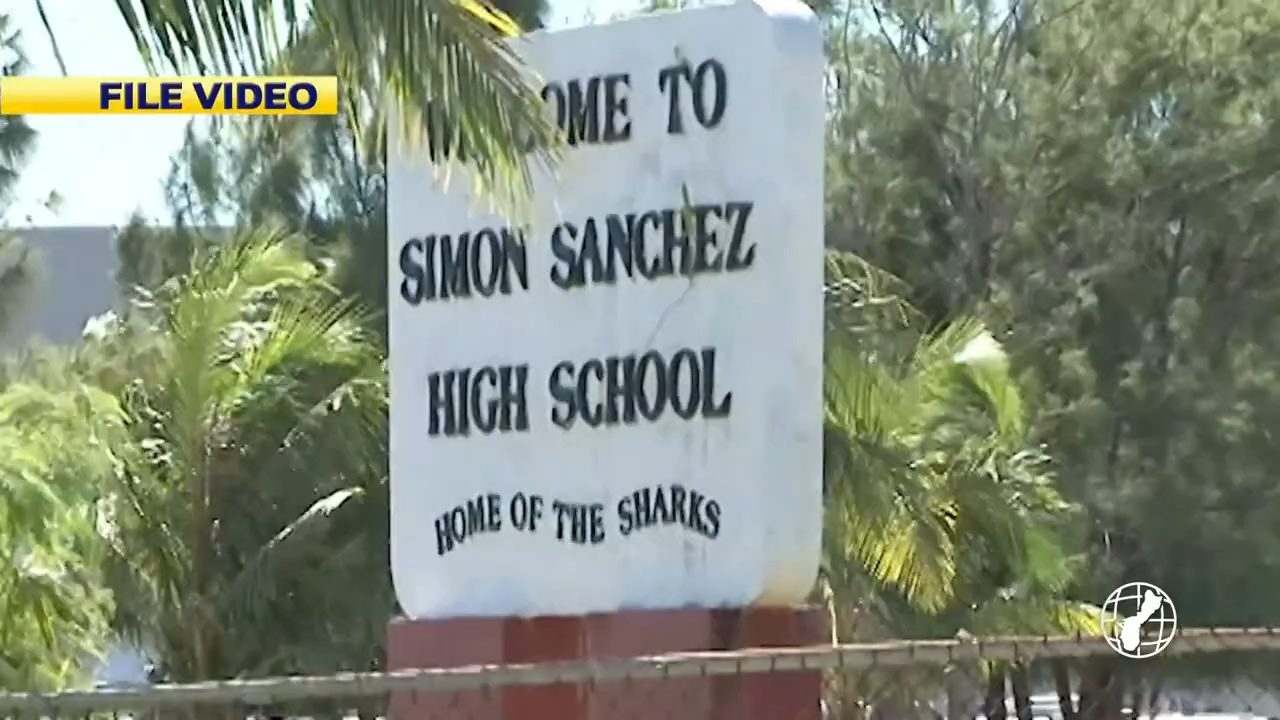 FILE VIDEO
OME TO
SIMON SANCHEZ
HIGH SCHOOL
HOME OF THE SHARKS